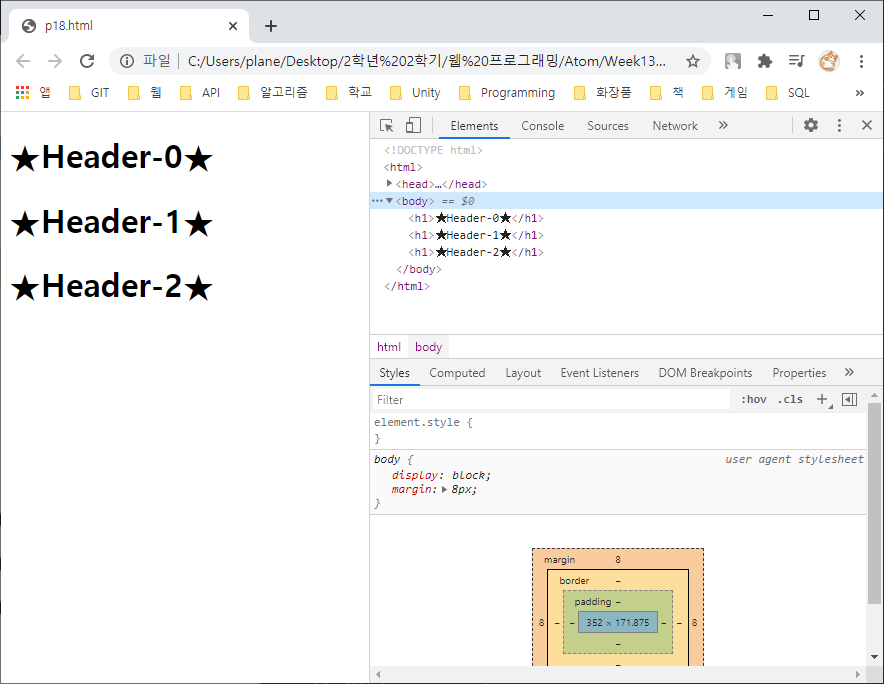 p18.html
파일 C:/Users/plane/Desktop/2학년%202학기/웹%20프로그래밍/Atom/Week13...
앱 GIT 웹 API 알고리즘 학교 Unity Programming 화장품 책 게임 SQL »
★Header-0★
★Header-1★
★Header-2★
Elements Console Sources Network »
<!DOCTYPE html>
<html>
<head>…</head>
<body> == $0
<h1>★Header-0★</h1>
<h1>★Header-1★</h1>
<h1>★Header-2★</h1>
</body>
</html>
html body
Styles Computed Layout Event Listeners DOM Breakpoints Properties »
Filter :hov .cls +
element.style {
}
body { user agent stylesheet
display: block;
margin: 8px;
}
margin 8
border –
padding –
8 – – 352 × 171.875 – – 8
–
–